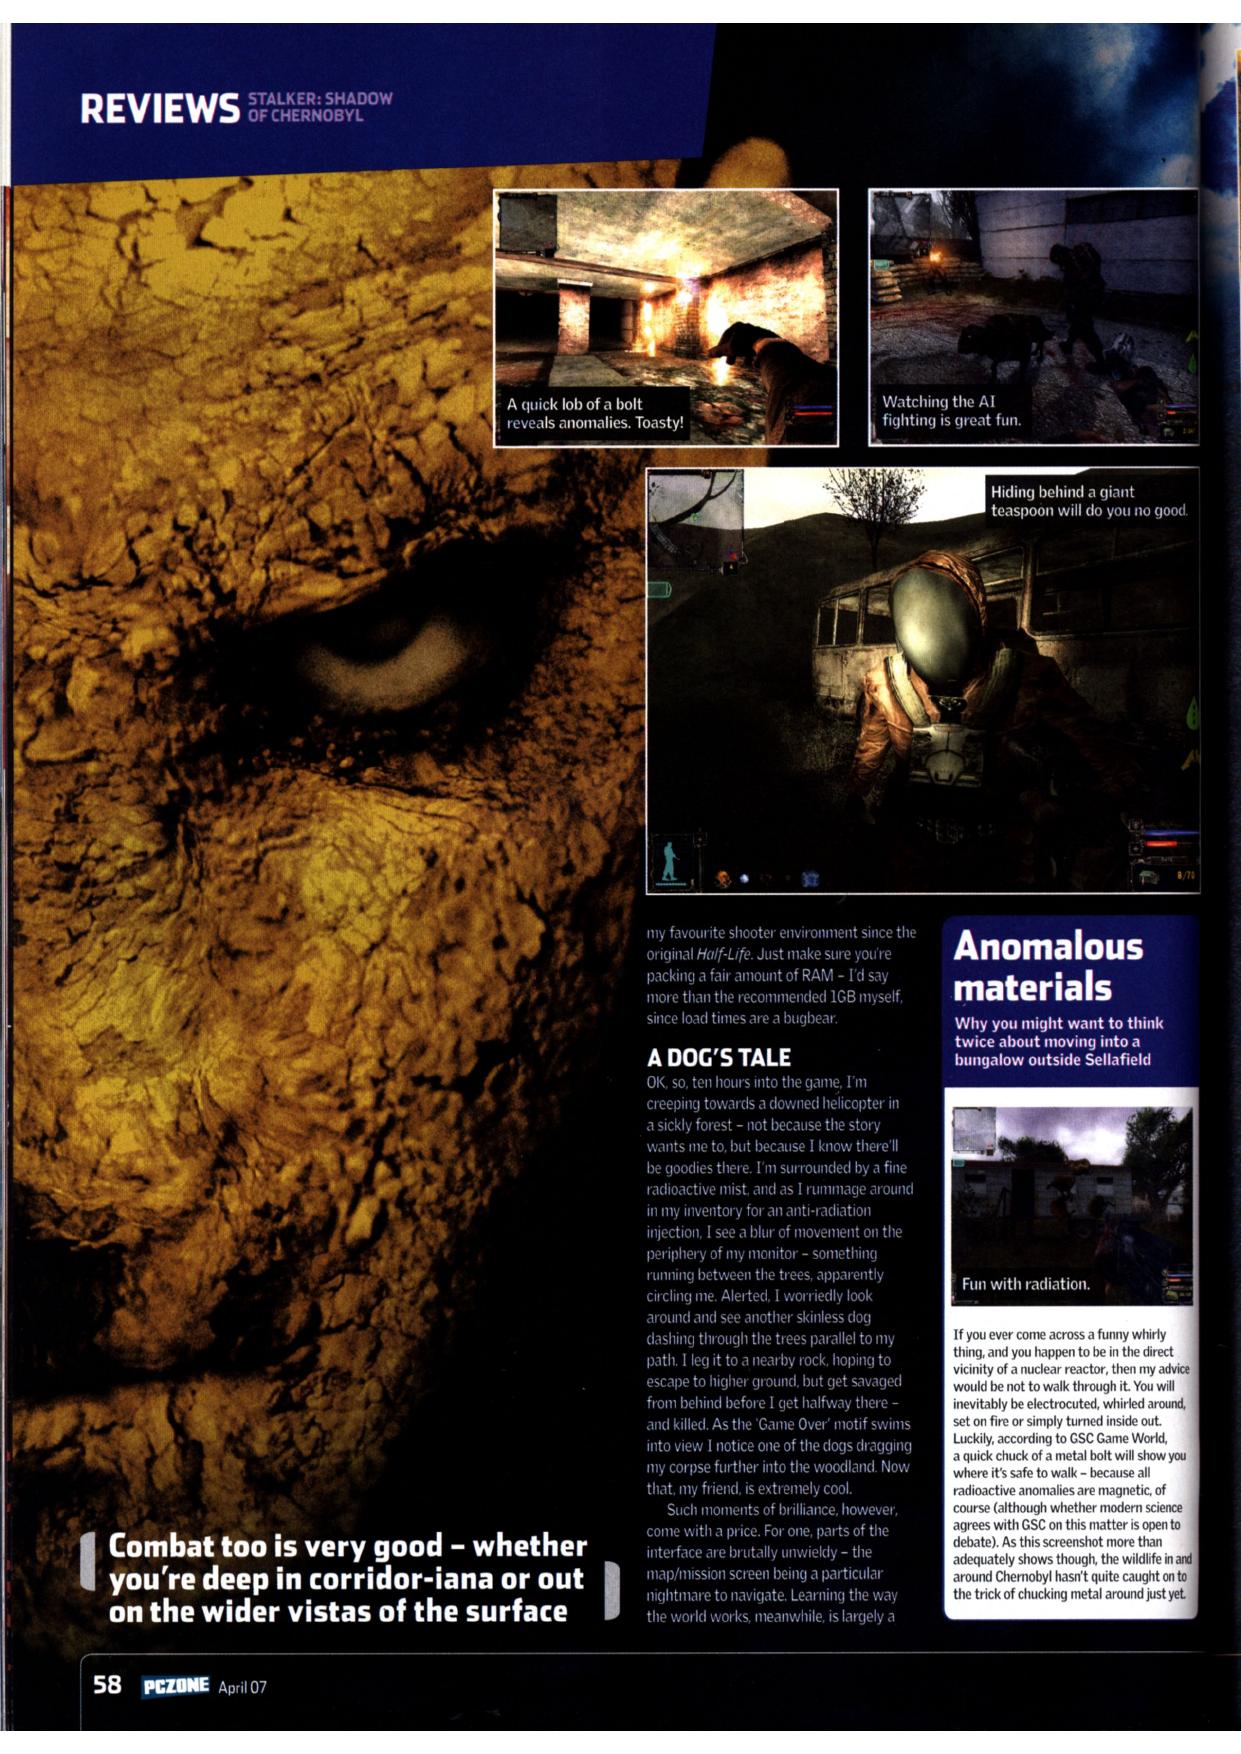 REVIEWS STALKER: SHADOW
OF CHERNOBYL
A quick lob of a bolt
reveals anomalies. Toasty!
Watching the AI
fighting is great fun.
Hiding behind a giant
teaspoon will do you no good.
8/70
my favourite shooter environment since the
original Half-Life. Just make sure you're
packing a fair amount of RAM – I'd say
more than the recommended 1GB myself,
since load times are a bugbear.
A DOG'S TALE
OK, so, ten hours into the game, I'm
creeping towards a downed helicopter in
a sickly forest – not because the story
wants me to, but because I know there'll
be goodies there. I'm surrounded by a fine
radioactive mist, and as I rummage around
in my inventory for an anti-radiation
injection, I see a blur of movement on the
periphery of my monitor – something
running between the trees, apparently
circling me. Alerted, I worriedly look
around and see another skinless dog
dashing through the trees parallel to my
path. I leg it to a nearby rock, hoping to
escape to higher ground, but get savaged
from behind before I get halfway there –
and killed. As the 'Game Over' motif swims
into view I notice one of the dogs dragging
my corpse further into the woodland. Now
that, my friend, is extremely cool.
Such moments of brilliance, however,
come with a price. For one, parts of the
interface are brutally unwieldy – the
map/mission screen being a particular
nightmare to navigate. Learning the way
the world works, meanwhile, is largely a
Anomalous
materials
Why you might want to think
twice about moving into a
bungalow outside Sellafield
Fun with radiation.
If you ever come across a funny whirly
thing, and you happen to be in the direct
vicinity of a nuclear reactor, then my advice
would be not to walk through it. You will
inevitably be electrocuted, whirled around,
set on fire or simply turned inside out.
Luckily, according to GSC Game World,
a quick chuck of a metal bolt will show you
where it's safe to walk – because all
radioactive anomalies are magnetic, of
course (although whether modern science
agrees with GSC on this matter is open to
debate). As this screenshot more than
adequately shows though, the wildlife in and
around Chernobyl hasn't quite caught on to
the trick of chucking metal around just yet.
Combat too is very good – whether
you're deep in corridor-iana or out
on the wider vistas of the surface
58 PCZONE April 07